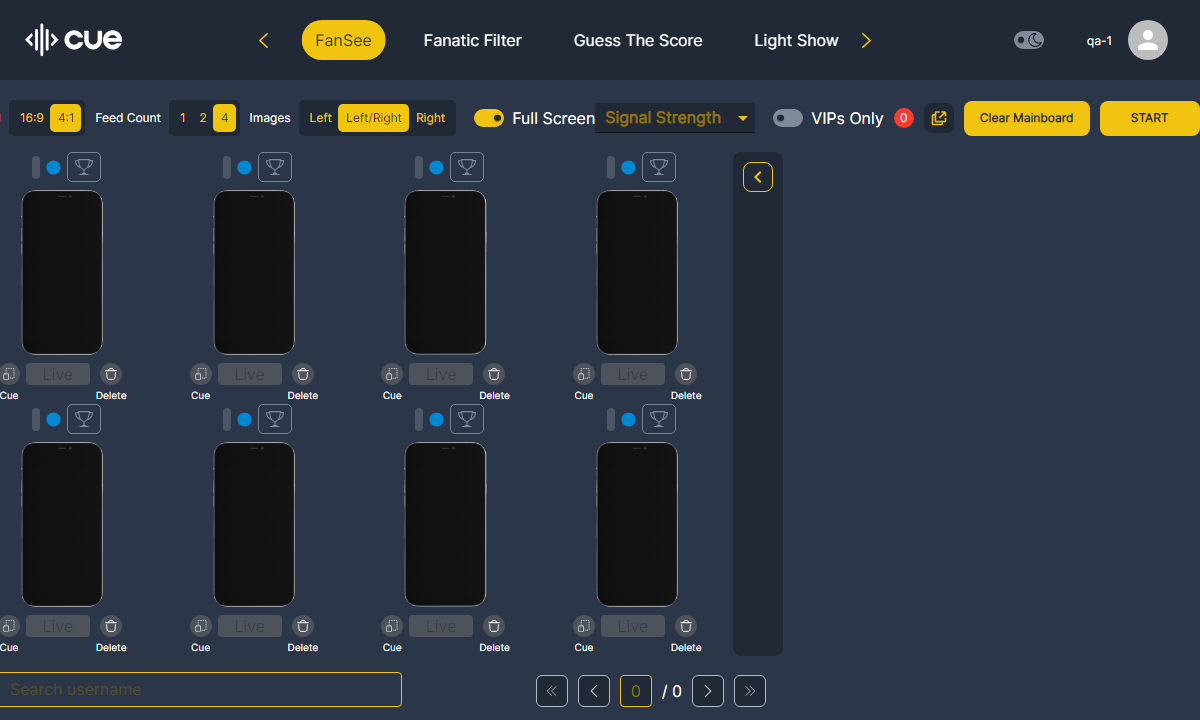 cue
FanSee Fanatic Filter Guess The Score Light Show qa-1
16:9 4:1 Feed Count 1 2 4 Images Left Left/Right Right Full Screen Signal Strength VIPs Only 0 Clear Mainboard START
Live Live Live Live
Cue Delete Cue Delete Cue Delete Cue Delete
Live Live Live Live
Cue Delete Cue Delete Cue Delete Cue Delete
Search username 0 / 0